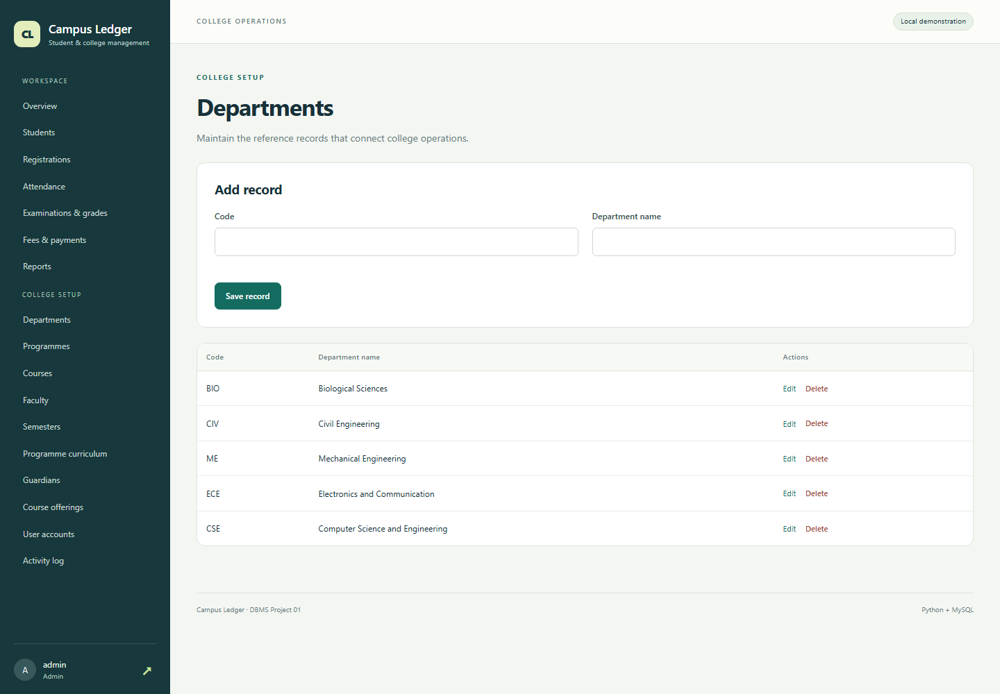 CL
Campus Ledger
Student & college management
WORKSPACE
Overview
Students
Registrations
Attendance
Examinations & grades
Fees & payments
Reports
COLLEGE SETUP
Departments
Programmes
Courses
Faculty
Semesters
Programme curriculum
Guardians
Course offerings
User accounts
Activity log
A
admin
Admin
COLLEGE OPERATIONS
Local demonstration
COLLEGE SETUP
Departments
Maintain the reference records that connect college operations.
Add record
Code Department name
Save record
Code Department name Actions
BIO Biological Sciences Edit Delete
CIV Civil Engineering Edit Delete
ME Mechanical Engineering Edit Delete
ECE Electronics and Communication Edit Delete
CSE Computer Science and Engineering Edit Delete
Campus Ledger · DBMS Project 01 Python + MySQL